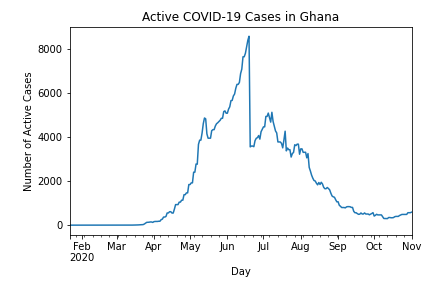 Active COVID-19 Cases in Ghana
Number of Active Cases
8000
6000
4000
2000
0
Feb Mar Apr May Jun Jul Aug Sep Oct Nov
2020
Day